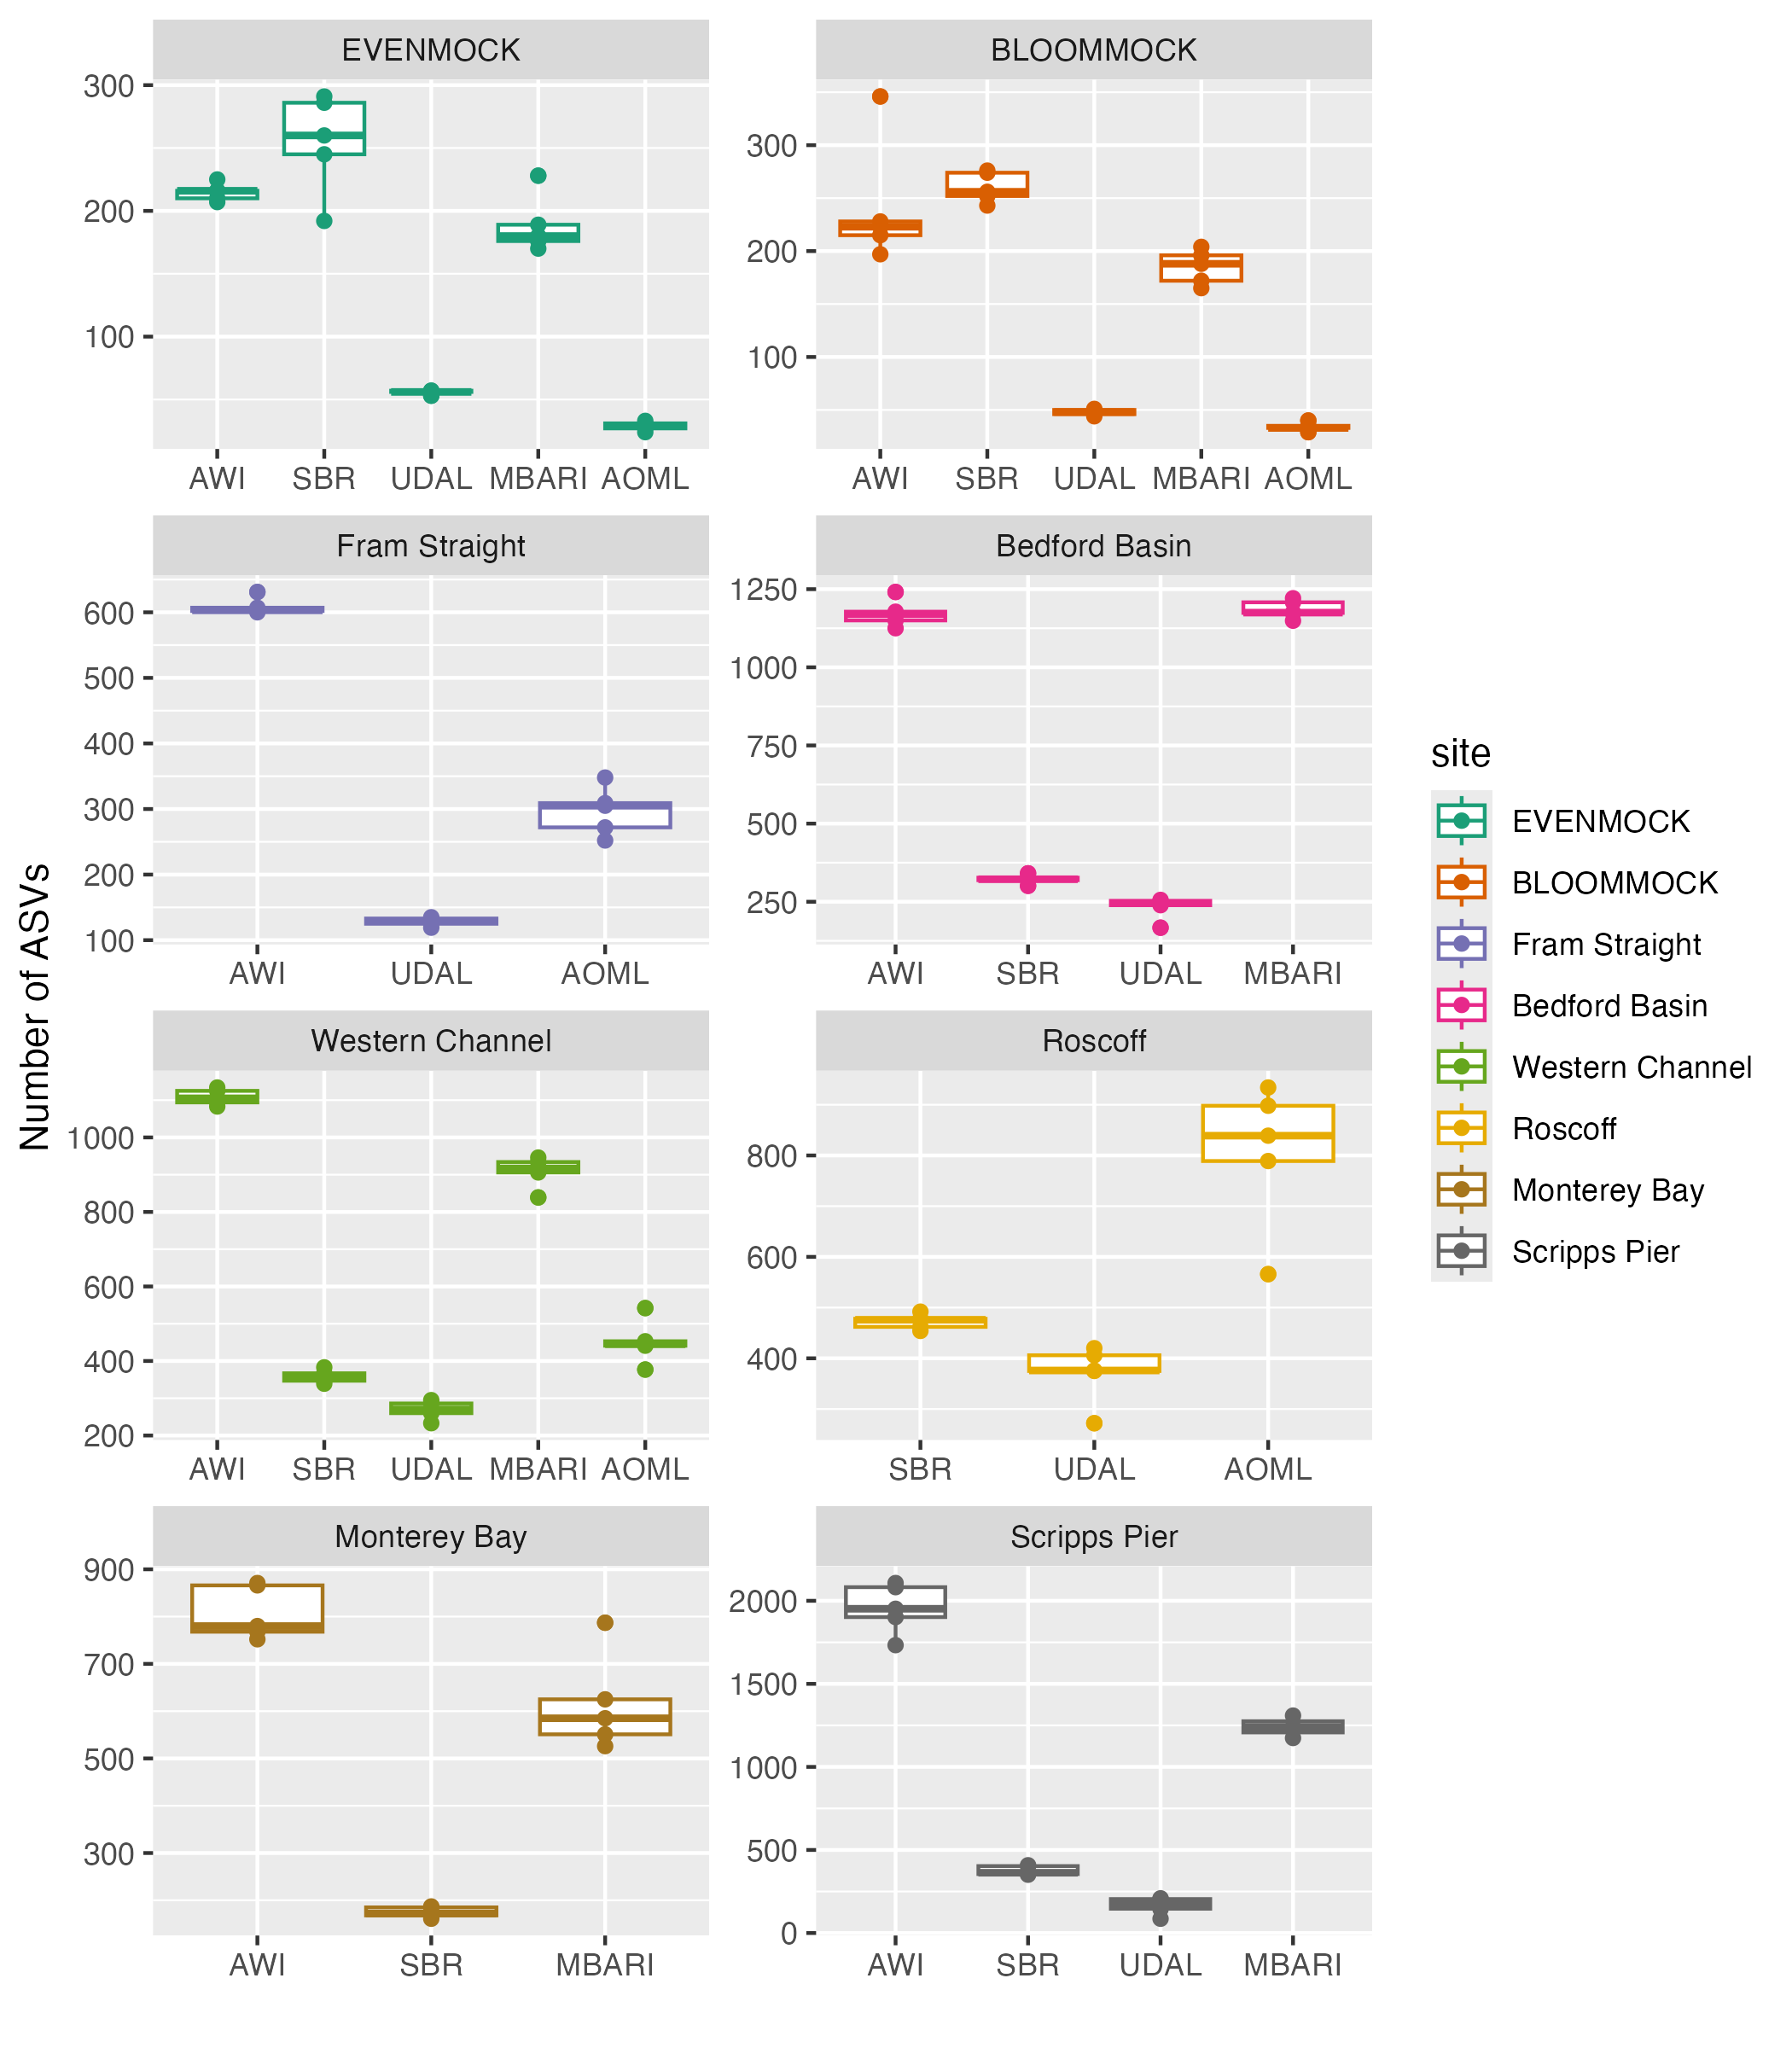 EVENMOCK
BLOOMMOCK
300
200
100
300
200
100
AWI SBR UDAL MBARI AOML
AWI SBR UDAL MBARI AOML
Fram Straight
Bedford Basin
600
500
400
300
200
100
1250
1000
750
500
250
AWI UDAL AOML
AWI SBR UDAL MBARI
Western Channel
Roscoff
1000
800
600
400
200
800
600
400
AWI SBR UDAL MBARI AOML
SBR UDAL AOML
Monterey Bay
Scripps Pier
900
700
500
300
2000
1500
1000
500
0
AWI SBR MBARI
AWI SBR UDAL MBARI
Number of ASVs
site
EVENMOCK
BLOOMMOCK
Fram Straight
Bedford Basin
Western Channel
Roscoff
Monterey Bay
Scripps Pier